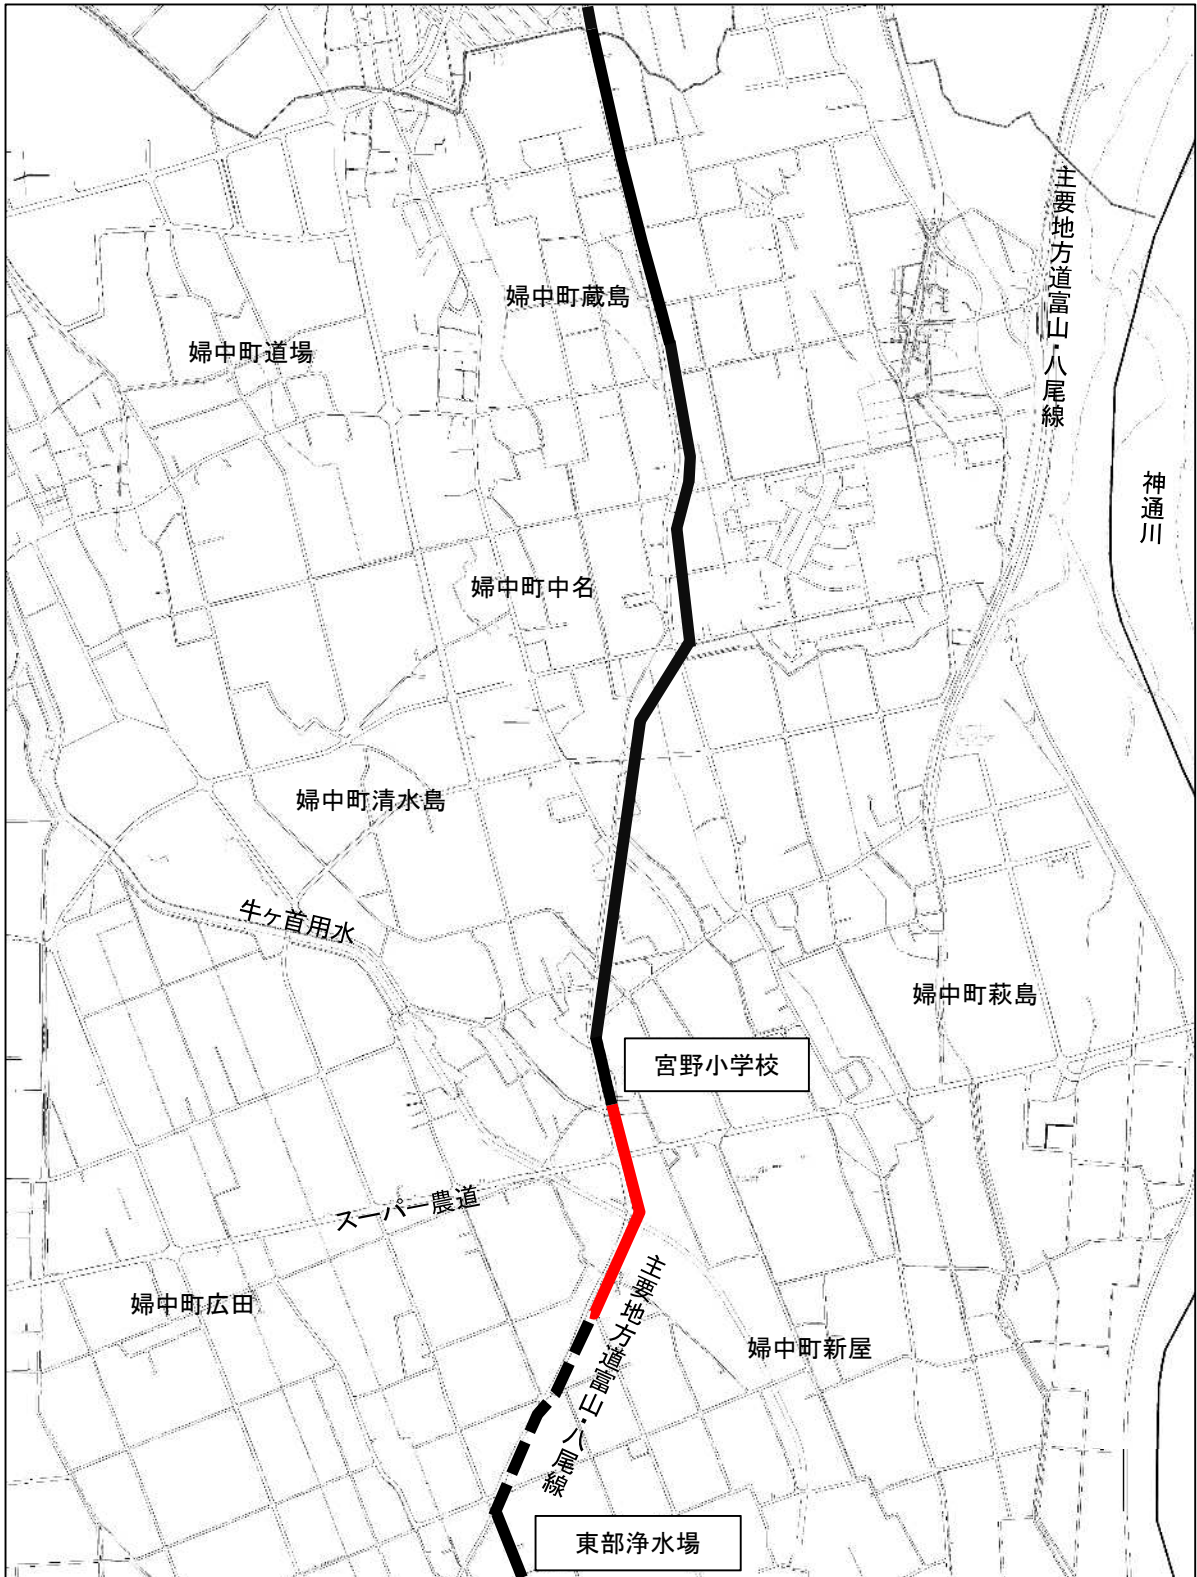 主要地方道富山・八尾線
婦中町蔵島
婦中町道場
神通川
婦中町中名
婦中町清水島
牛ヶ首用水
婦中町萩島
宮野小学校
スーパー農道
主要地方道富山・八尾線
婦中町広田
婦中町新屋
東部浄水場